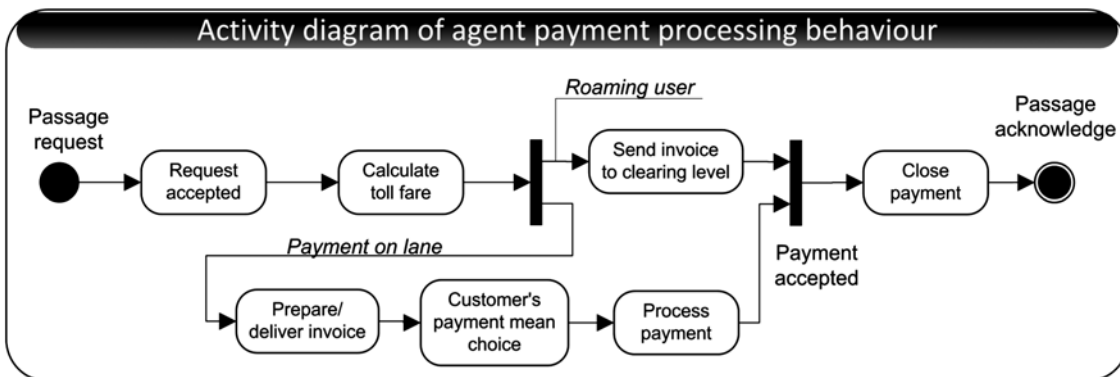 Activity diagram of agent payment processing behaviour
Roaming user
Passage
request
Passage
acknowledge
Request
accepted
Calculate
toll fare
Send invoice
to clearing level
Close
payment
Payment on lane
Payment
accepted
Prepare/
deliver invoice
Customer's
payment mean
choice
Process
payment